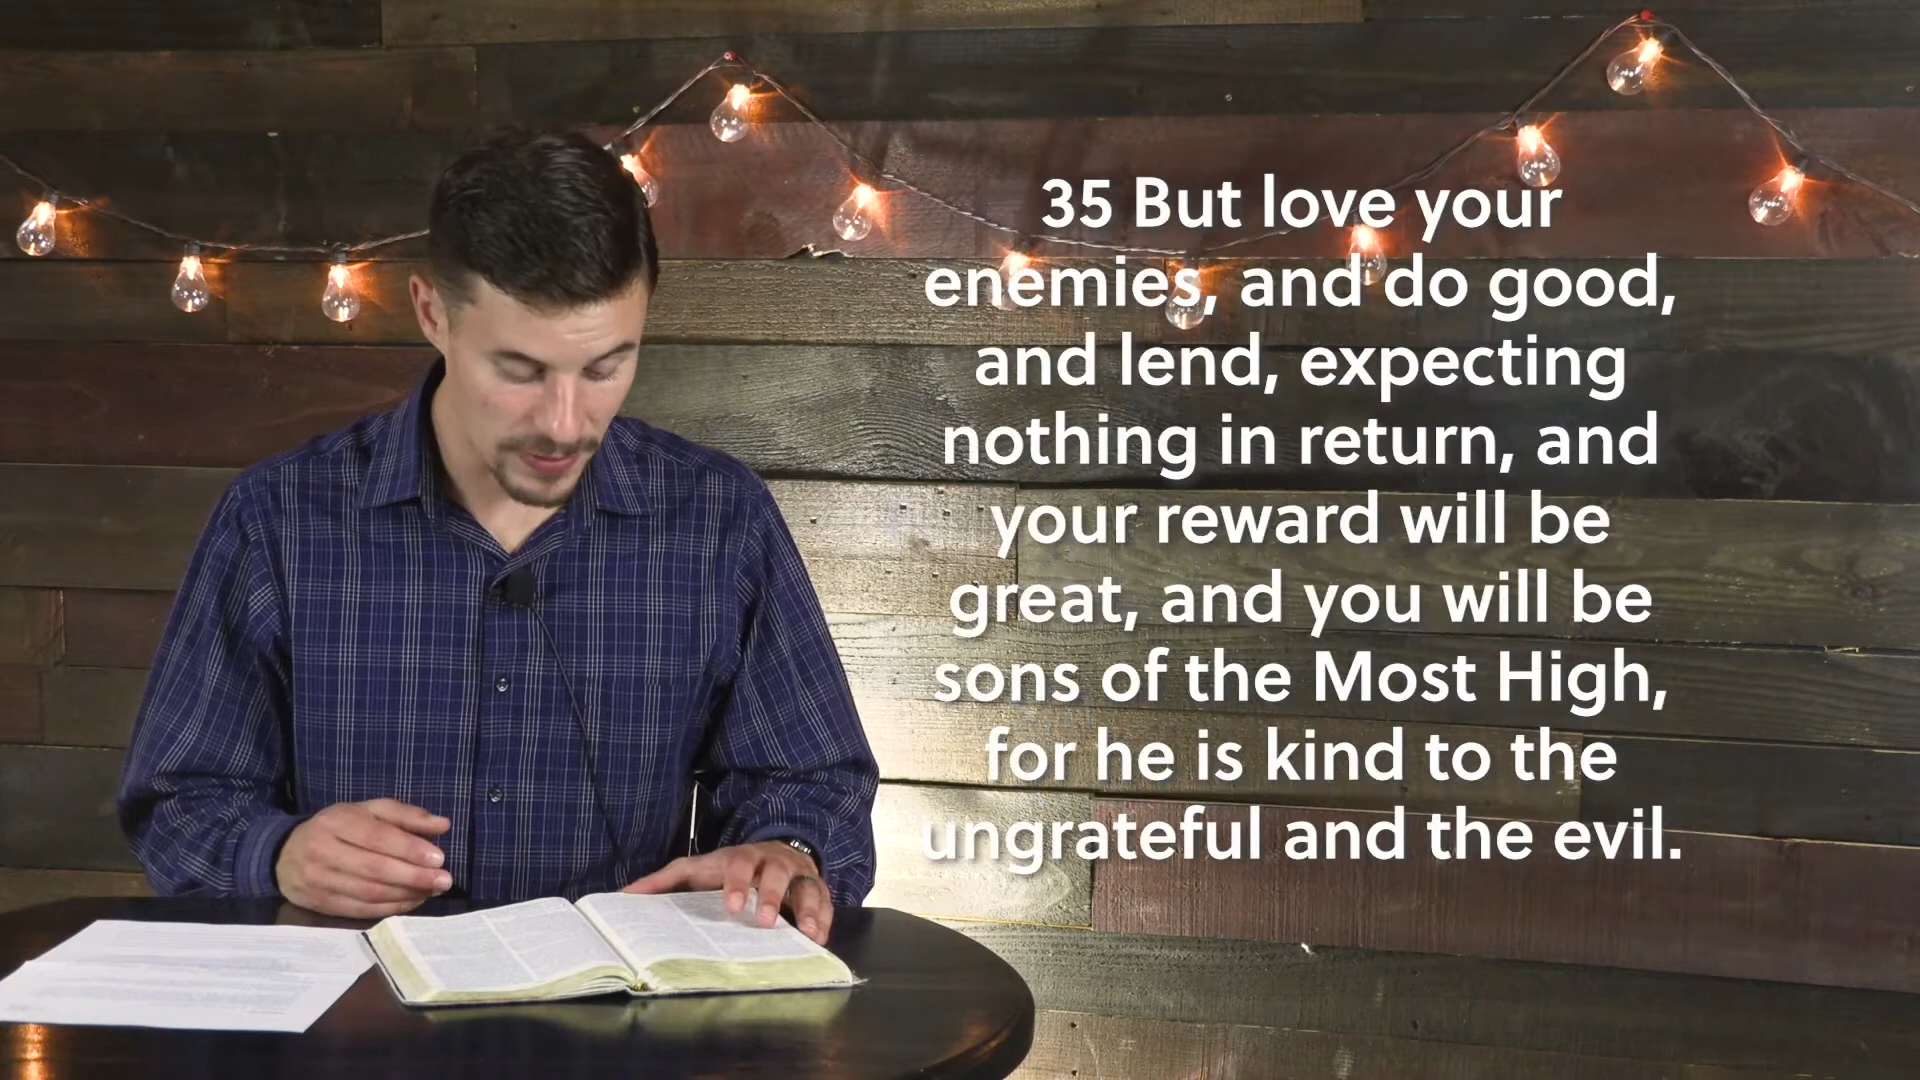 35 But love your
enemies, and do good,
and lend, expecting
nothing in return, and
your reward will be
great, and you will be
sons of the Most High,
for he is kind to the
ungrateful and the evil.